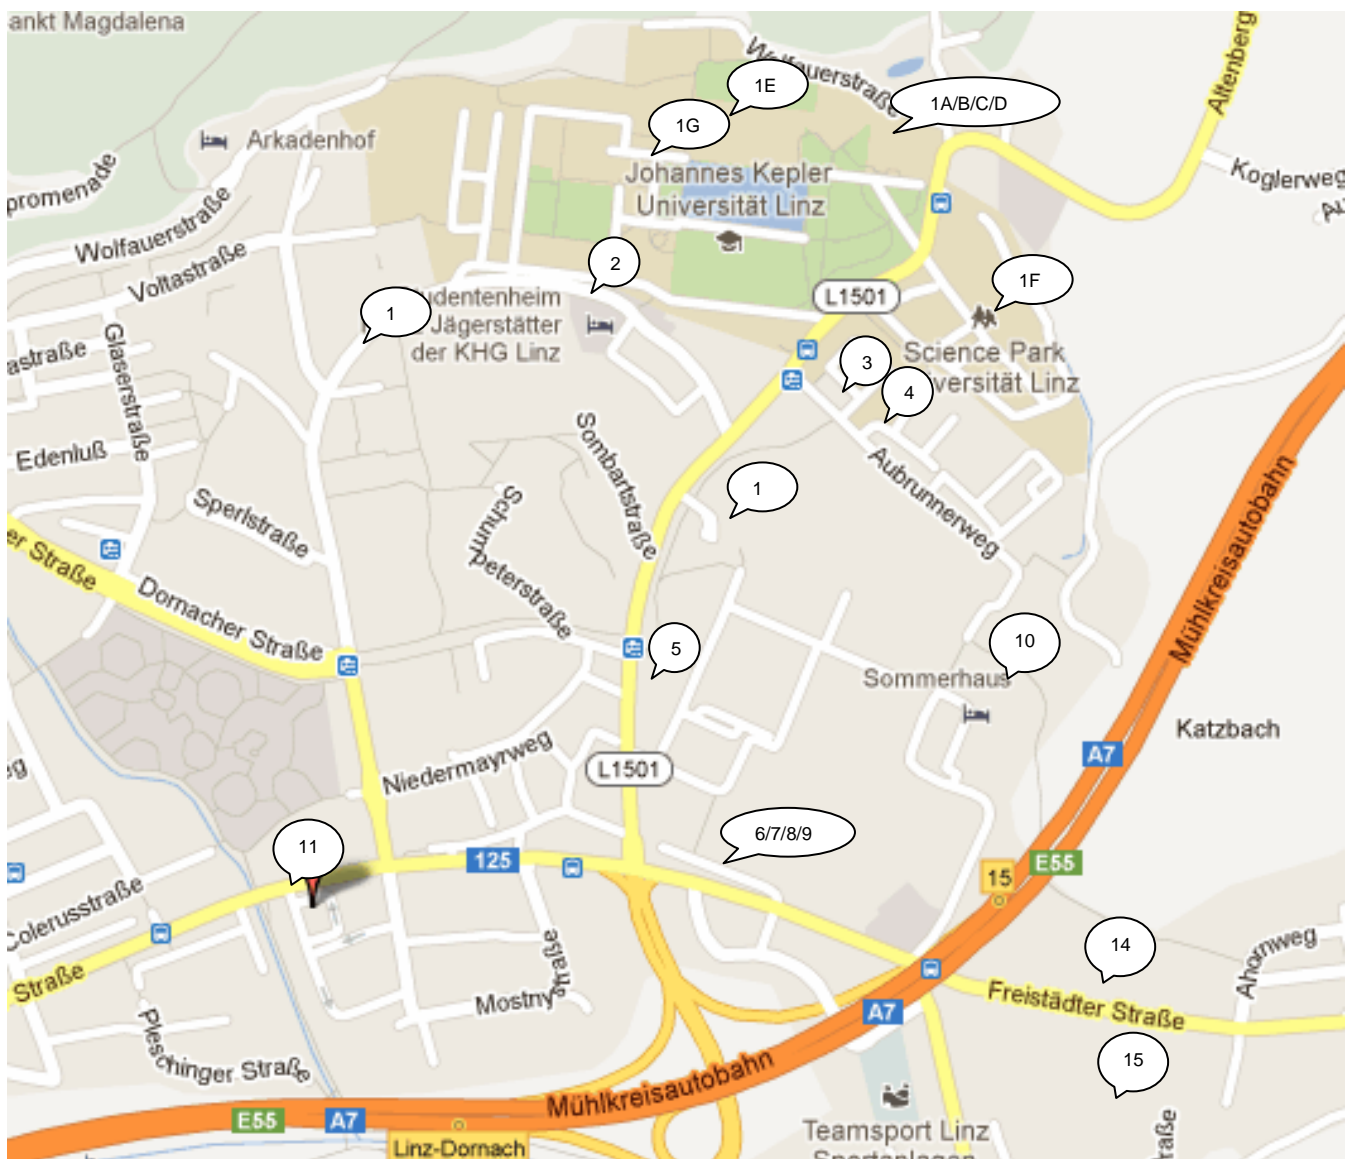 ankt Magdalena
Wolfauerstraße
Altenberg
1E
1A/B/C/D
1G
Arkadenhof
Johannes Kepler
Universität Linz
Koglerweg
promenade
Wolfauerstraße
Voltastraße
2
1F
L1501
1
udentenheim
Jägerstätter
der KHG Linz
Science Park
versität Linz
3
4
astraße
Glaserstraße
Edenluß
Sombartstraße
Aubrunnerweg
Mühlkreisautobahn
1
Sperlstraße
Schumpeterstraße
er Straße
Dornacher Straße
5
10
Sommerhaus
Katzbach
A7
Niedermayrweg
L1501
eg
6/7/8/9
11
125
15
E55
Colerusstraße
Straße
Mostnystraße
14
Ahornweg
Freistädter Straße
A7
Pleschinger Straße
15
Mühlkreisautobahn
E55
A7
Linz-Dornach
Teamsport Linz
Sportanlagen
raße